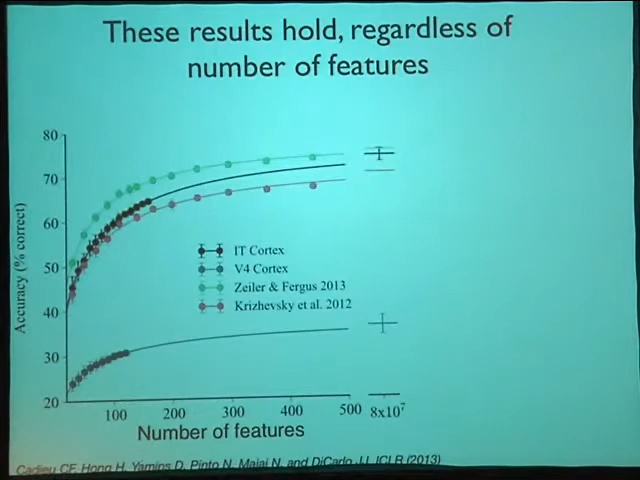 These results hold, regardless of
number of features
80
70
60
50
40
30
20
Accuracy (% correct)
IT Cortex
V4 Cortex
Zeiler & Fergus 2013
Krizhevsky et al. 2012
100 200 300 400 500 8x10⁷
Number of features
Cadieu CF, Hong H, Yamins D, Pinto N, Majaj N, and DiCarlo JJ, ICLR (2013)